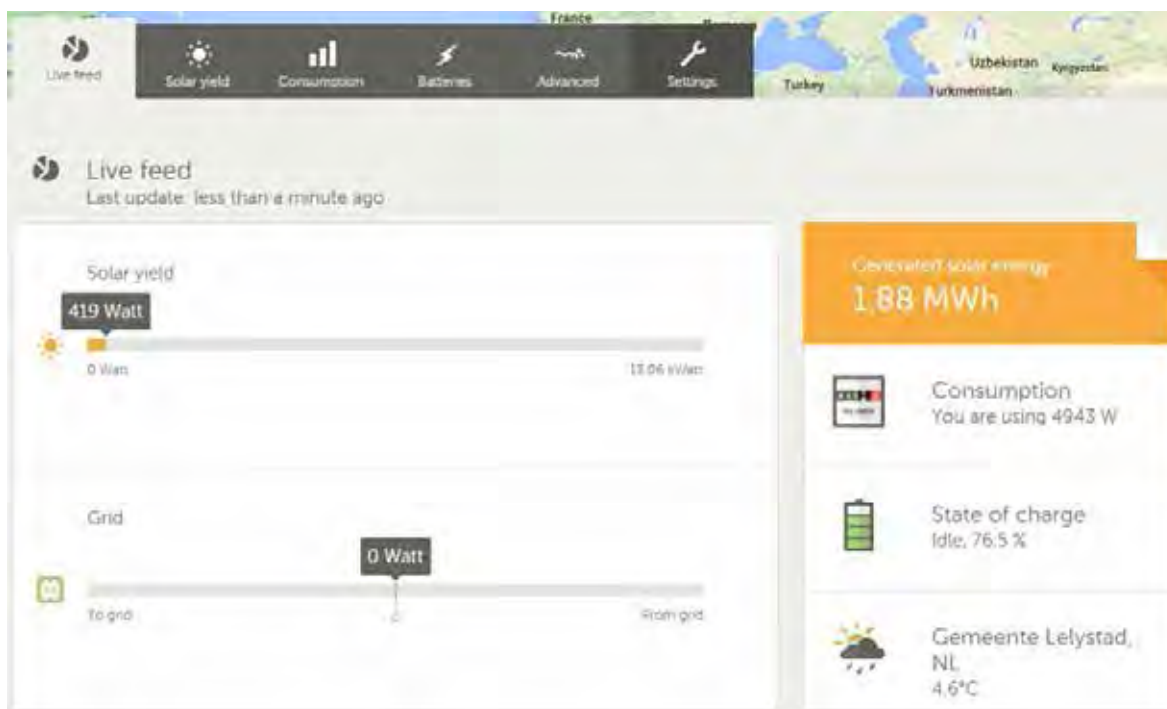 France
Uzbekistan
Kyrgyzstan
Turkey
Turkmenistan
Live feed
Solar yield
Consumption
Batteries
Advanced
Settings
Live feed
Last update: less than a minute ago
Solar yield
419 Watt
0 Watt
Generated solar energy
1,88 MWh
Consumption
You are using 4943 W
Grid
0 Watt
To grid
0
From grid
State of charge
Idle, 76.5 %
Gemeente Lelystad,
NL
4.6°C